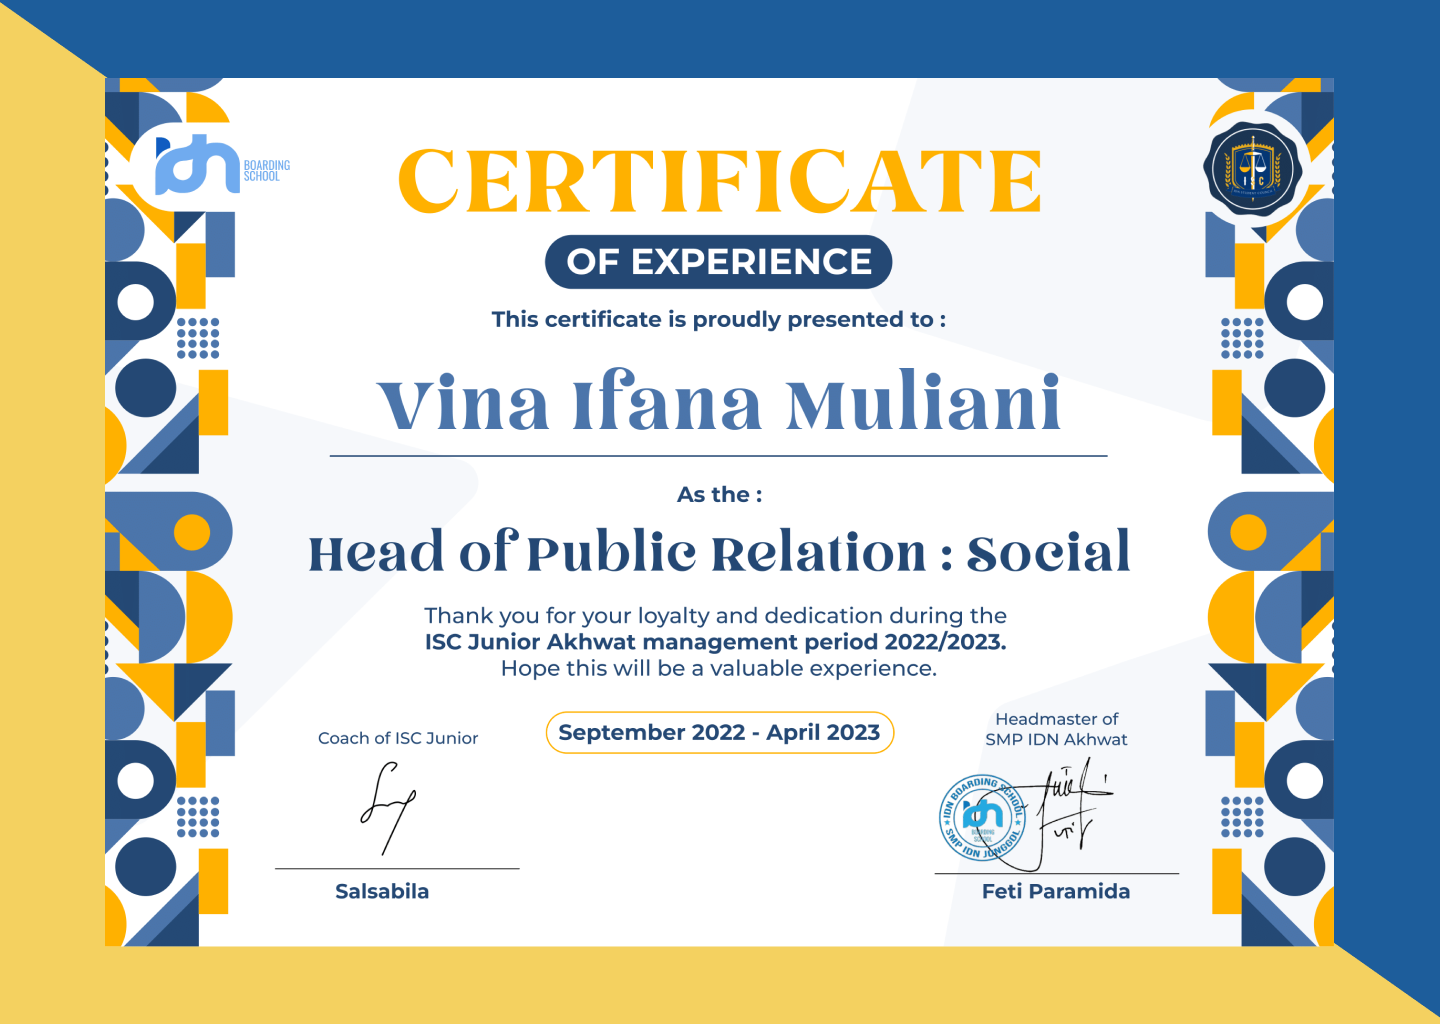 BOARDING
SCHOOL
CERTIFICATE
OF EXPERIENCE
This certificate is proudly presented to :
Vina Ifana Muliani
As the :
Head of Public Relation : Social
Thank you for your loyalty and dedication during the
ISC Junior Akhwat management period 2022/2023.
Hope this will be a valuable experience.
September 2022 - April 2023
Coach of ISC Junior
Salsabila
Headmaster of
SMP IDN Akhwat
IDN BOARDING SCHOOL
SMP IDN JONGGOL
BOARDING
SCHOOL
Feti Paramida
ISC